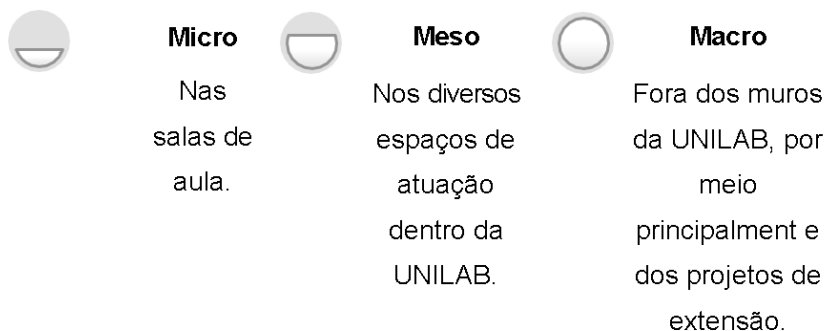 Micro
Nas
salas de
aula.
Meso
Nos diversos
espaços de
atuação
dentro da
UNILAB.
Macro
Fora dos muros
da UNILAB, por
meio
principalment e
dos projetos de
extensão.